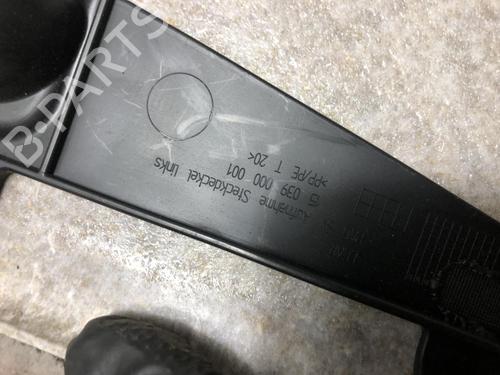 B-PARTS
Aufnahme Steckdeckel links
039 000 001
>PP/PE T 20<